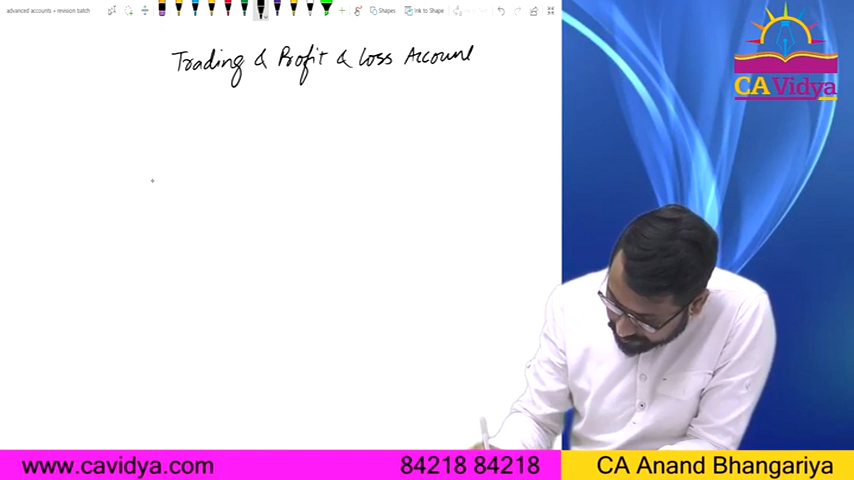 advanced accounts » revision batch
Shapes
Ink to Shape
Trading & Profit & Loss Account
CA Vidya
www.cavidya.com
84218 84218
CA Anand Bhangariya